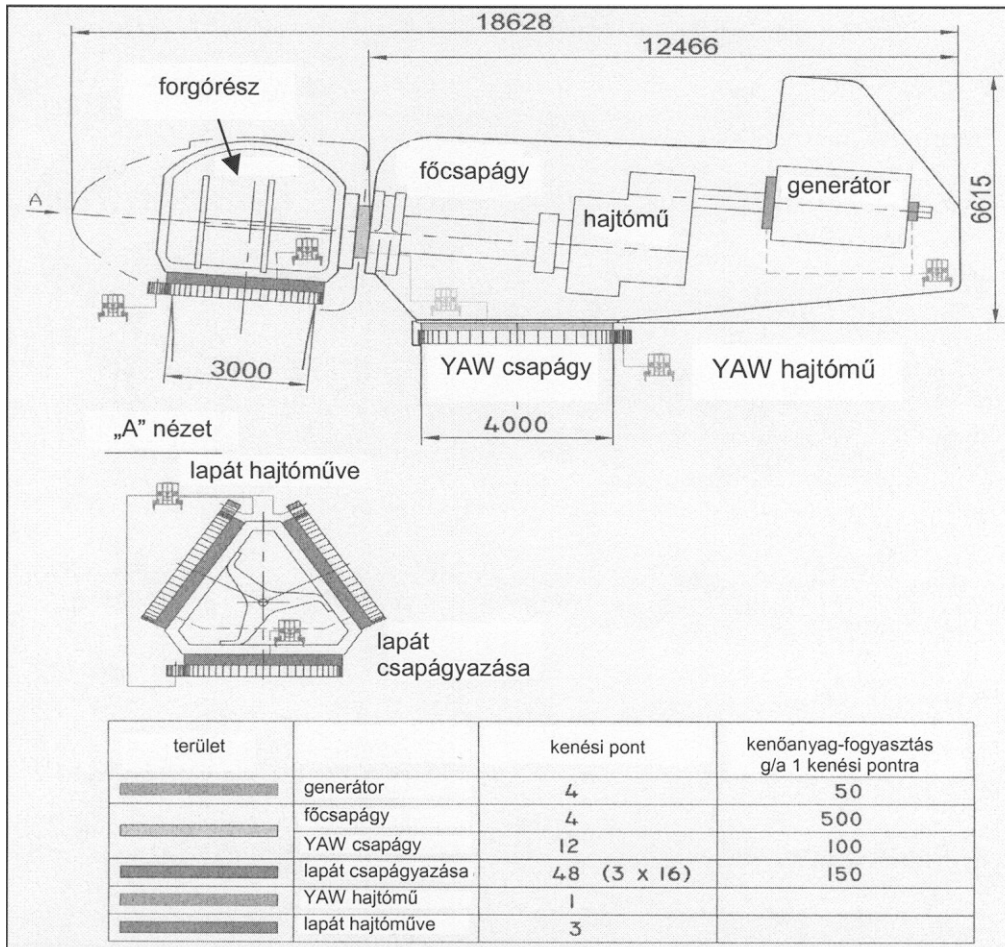 18628
12466
forgórész
A
főcsapágy
generátor
hajtómű
6615
3000
YAW csapágy
YAW hajtómű
4000
„A” nézet
lapát hajtóműve
lapát
csapágyazása
terület kenési pont kenőanyag-fogyasztás
g/a 1 kenési pontra
generátor 4 50
főcsapágy 4 500
YAW csapágy 12 100
lapát csapágyazása 48 (3 x 16) 150
YAW hajtómű 1
lapát hajtóműve 3